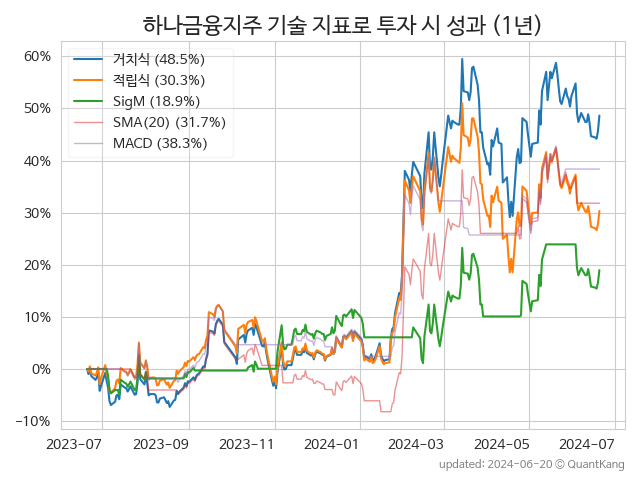 하나금융지주 기술 지표로 투자 시 성과 (1년)
거치식 (48.5%)
적립식 (30.3%)
SigM (18.9%)
SMA(20) (31.7%)
MACD (38.3%)
60%
50%
40%
30%
20%
10%
0%
−10%
2023-07 2023-09 2023-11 2024-01 2024-03 2024-05 2024-07
updated: 2024-06-20 © QuantKang